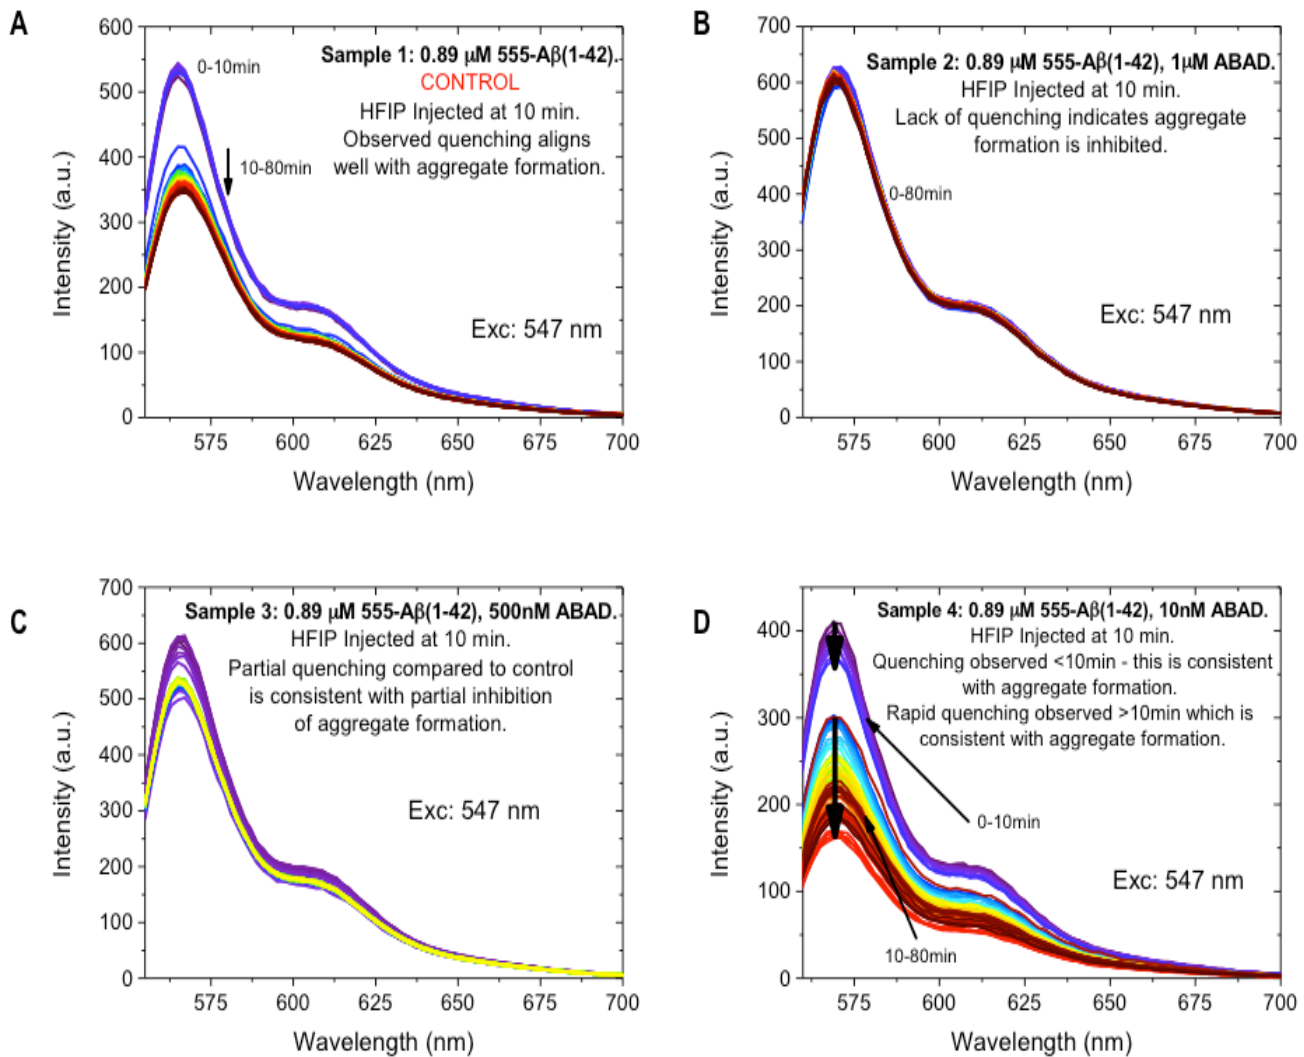 A
600
500
400
300
200
100
0
Intensity (a.u.)
Sample 1: 0.89 μM 555-Aβ(1-42).
CONTROL
HFIP Injected at 10 min.
Observed quenching aligns
well with aggregate formation.
0-10min
10-80min
Exc: 547 nm
575 600 625 650 675 700
Wavelength (nm)
B
700
600
500
400
300
200
100
0
Intensity (a.u.)
Sample 2: 0.89 μM 555-Aβ(1-42), 1μM ABAD.
HFIP Injected at 10 min.
Lack of quenching indicates aggregate
formation is inhibited.
0-80min
Exc: 547 nm
575 600 625 650 675 700
Wavelength (nm)
C
700
600
500
400
300
200
100
0
Intensity (a.u.)
Sample 3: 0.89 μM 555-Aβ(1-42), 500nM ABAD.
HFIP Injected at 10 min.
Partial quenching compared to control
is consistent with partial inhibition
of aggregate formation.
Exc: 547 nm
575 600 625 650 675 700
Wavelength (nm)
D
400
300
200
100
0
Intensity (a.u.)
Sample 4: 0.89 μM 555-Aβ(1-42), 10nM ABAD.
HFIP Injected at 10 min.
Quenching observed <10min - this is consistent
with aggregate formation.
Rapid quenching observed >10min which is
consistent with aggregate formation.
0-10min
Exc: 547 nm
10-80min
575 600 625 650 675 700
Wavelength (nm)